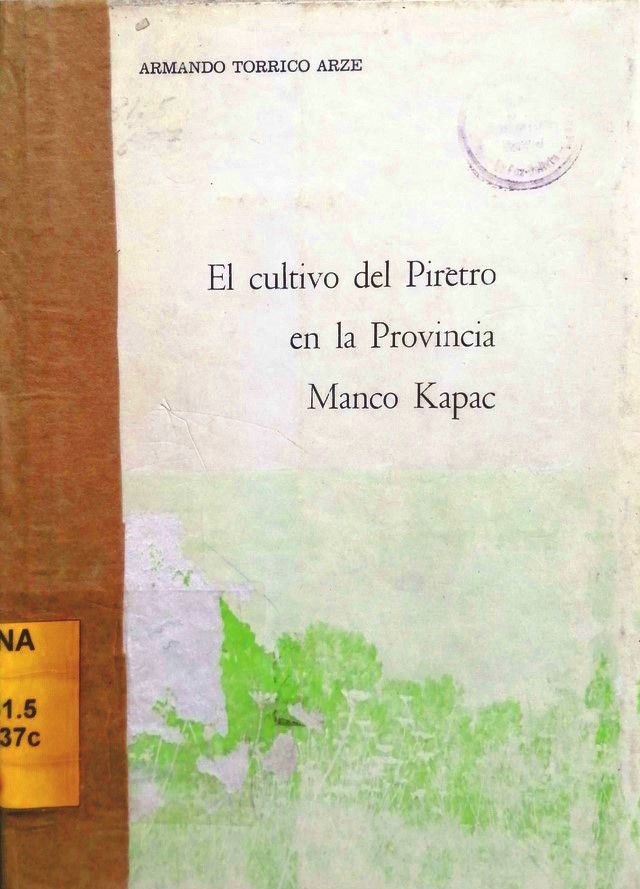 ARMANDO TORRICO ARZE
El cultivo del Piretro
en la Provincia
Manco Kapac
NA
1.5
37c